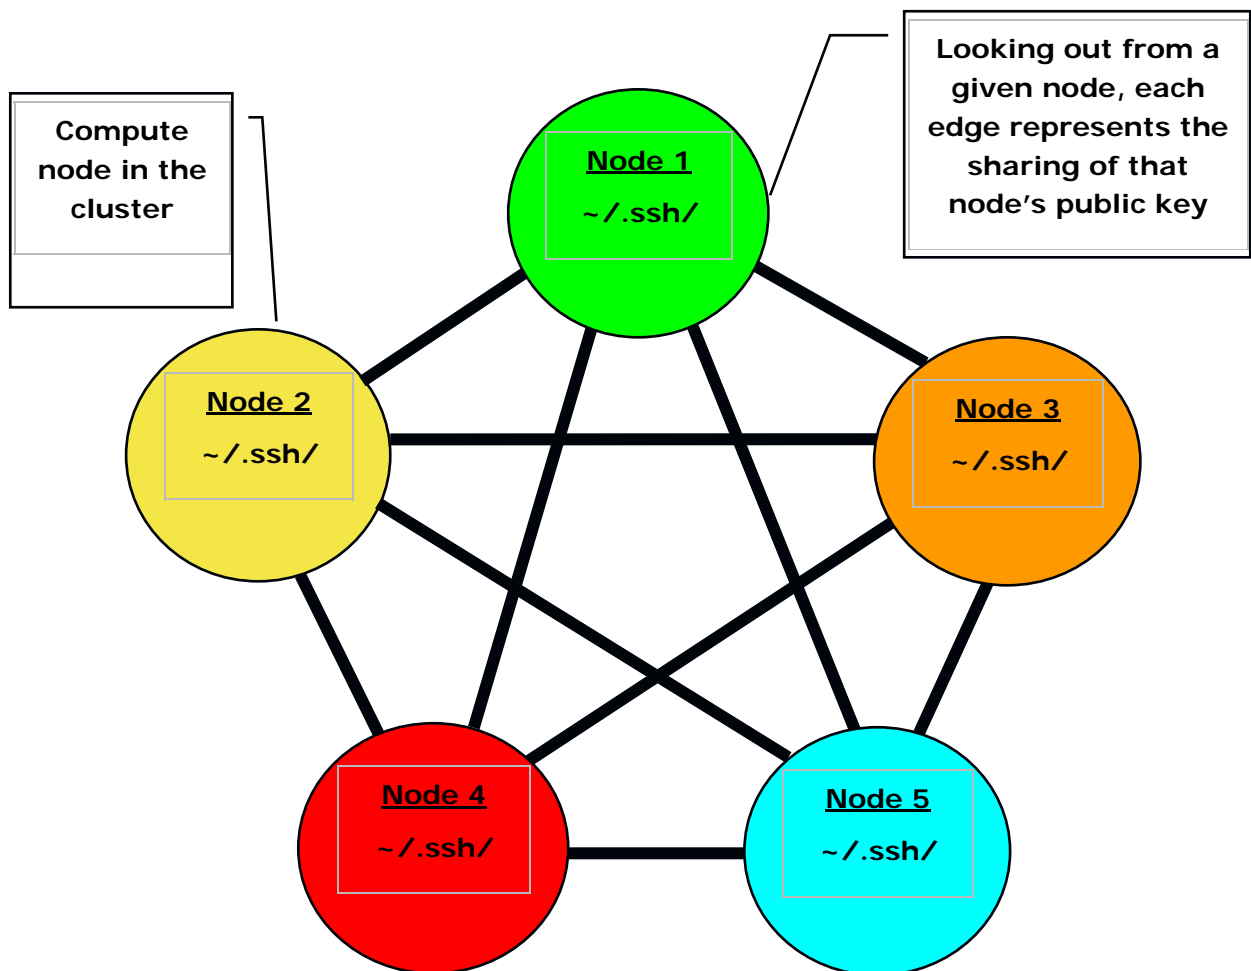 Looking out from a
given node, each
edge represents the
sharing of that
node's public key
Compute
node in the
cluster
Node 1
~/.ssh/
Node 2
~/.ssh/
Node 3
~/.ssh/
Node 4
~/.ssh/
Node 5
~/.ssh/